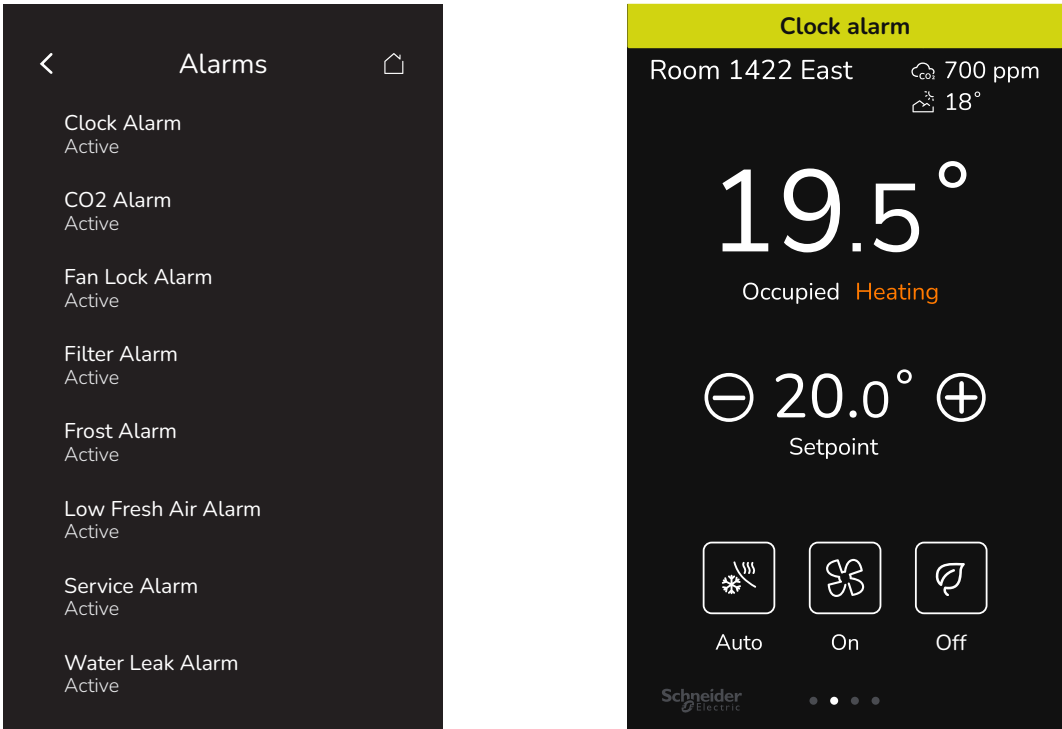 Alarms
Clock Alarm
Active
CO2 Alarm
Active
Fan Lock Alarm
Active
Filter Alarm
Active
Frost Alarm
Active
Low Fresh Air Alarm
Active
Service Alarm
Active
Water Leak Alarm
Active
Clock alarm
Room 1422 East
CO₂ 700 ppm
18°
19.5°
Occupied Heating
20.0°
Setpoint
Auto On Off
Schneider
Electric